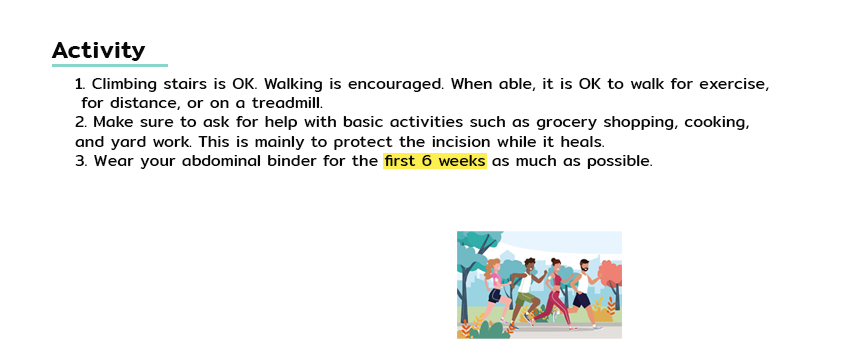 Activity
1. Climbing stairs is OK. Walking is encouraged. When able, it is OK to walk for exercise,
for distance, or on a treadmill.
2. Make sure to ask for help with basic activities such as grocery shopping, cooking,
and yard work. This is mainly to protect the incision while it heals.
3. Wear your abdominal binder for the first 6 weeks as much as possible.